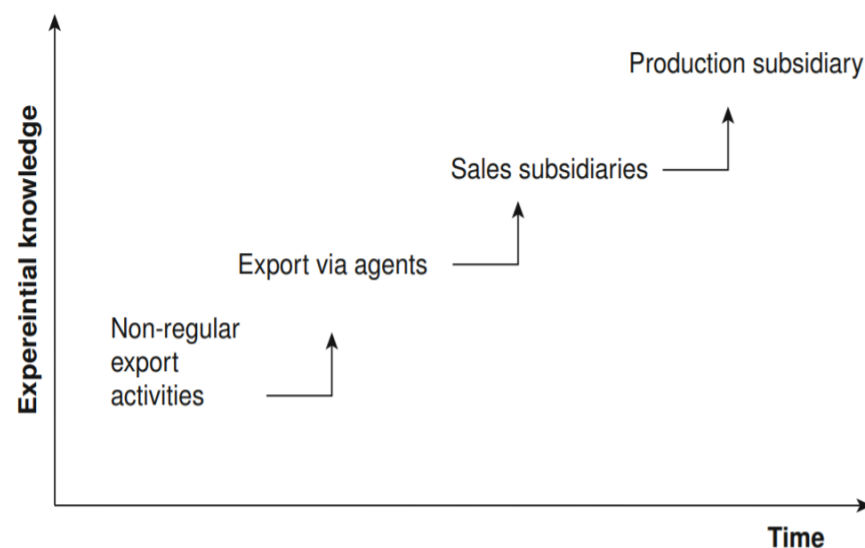 Production subsidiary
Sales subsidiaries
Export via agents
Non-regular
export
activities
Expereintial knowledge
Time